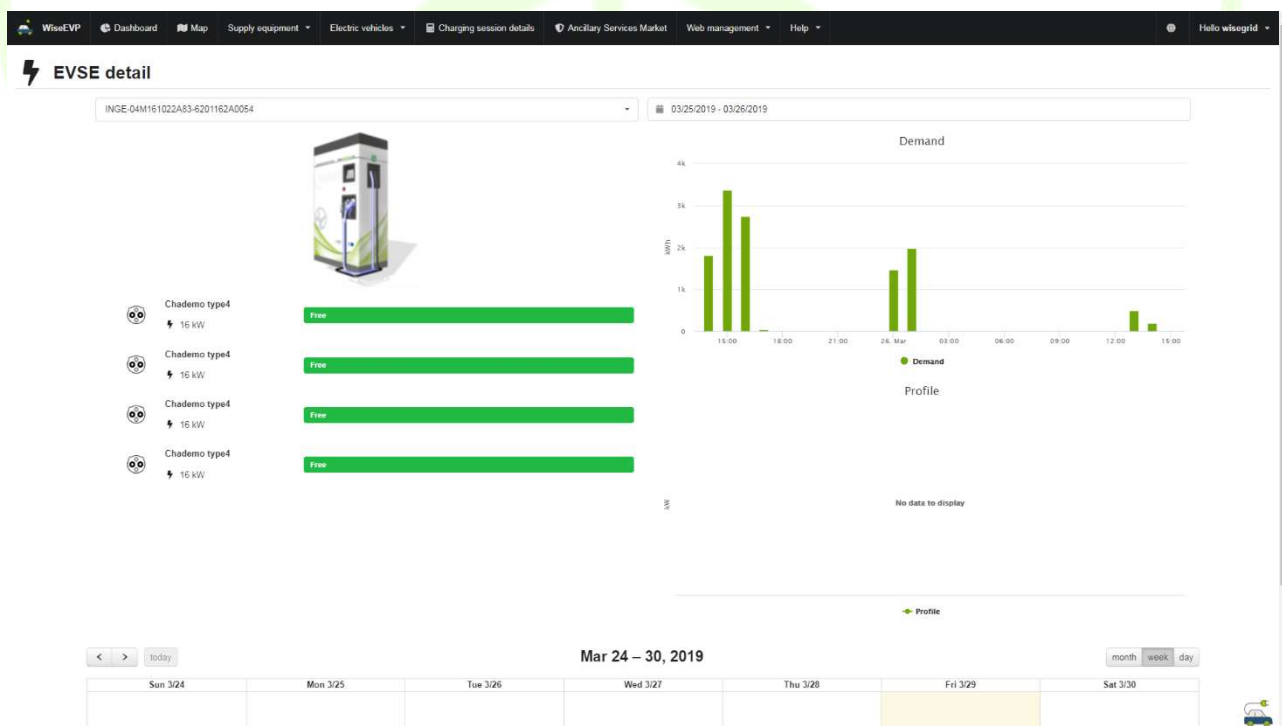 WiseEVP Dashboard Map Supply equipment Electric vehicles Charging session details Ancillary Services Market Web management Help Hello wisegrid
EVSE detail
INGE-04M161022A83-6201162A0054
03/25/2019 - 03/26/2019
Chademo type4
16 kW
Free
Chademo type4
16 kW
Free
Chademo type4
16 kW
Free
Chademo type4
16 kW
Free
Demand
4k
3k
2k
1k
0
kWh
15:00 18:00 21:00 26. Mar 03:00 06:00 09:00 12:00 15:00
Demand
Profile
kW
No data to display
Profile
today
Mar 24 – 30, 2019
month week day
Sun 3/24 Mon 3/25 Tue 3/26 Wed 3/27 Thu 3/28 Fri 3/29 Sat 3/30